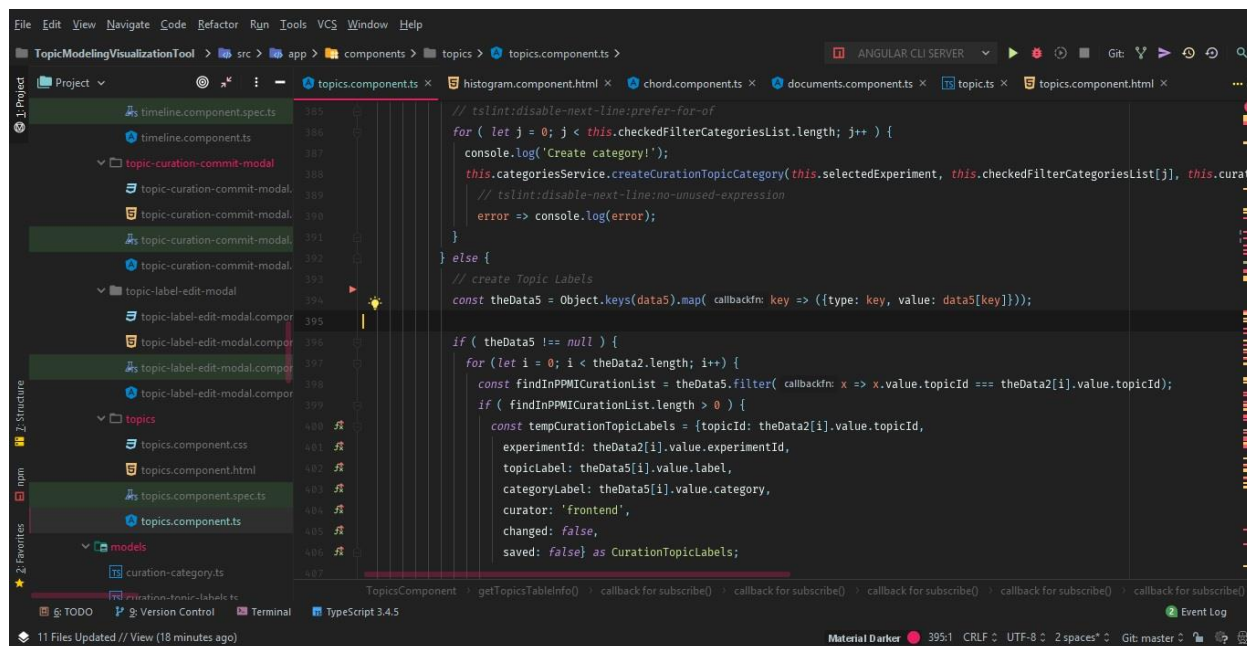 File Edit View Navigate Code Refactor Run Tools VCS Window Help
TopicModelingVisualizationTool > src > app > components > topics > topics.component.ts > ANGULAR CLI SERVER Git:
1: Project
Project
topics.component.ts × histogram.component.html × chord.component.ts × documents.component.ts × topic.ts × topics.component.html ×
timeline.component.spec.ts
timeline.component.ts
topic-curation-commit-modal
topic-curation-commit-modal.
topic-curation-commit-modal.
topic-curation-commit-modal.
topic-curation-commit-modal.
topic-label-edit-modal
topic-label-edit-modal.compor
topic-label-edit-modal.compor
topic-label-edit-modal.compor
topic-label-edit-modal.compor
topics
topics.component.css
topics.component.html
topics.component.spec.ts
topics.component.ts
models
curation-category.ts
curation-topic-labels.ts
7: Structure
npm
2: Favorites
385 // tslint:disable-next-line:prefer-for-of
386 for ( let j = 0; j < this.checkedFilterCategoriesList.length; j++ ) {
387 console.log('Create category!');
388 this.categoriesService.createCurationTopicCategory(this.selectedExperiment, this.checkedFilterCategoriesList[j], this.curat
389 // tslint:disable-next-line:no-unused-expression
390 error => console.log(error);
391 }
392 } else {
393 // create Topic Labels
394 const theData5 = Object.keys(data5).map( callbackfn: key => ({type: key, value: data5[key]}));
395
396 if ( theData5 !== null ) {
397 for (let i = 0; i < theData2.length; i++) {
398 const findInPPMICurationList = theData5.filter( callbackfn: x => x.value.topicId === theData2[i].value.topicId);
399 if ( findInPPMICurationList.length > 0 ) {
400 const tempCurationTopicLabels = {topicId: theData2[i].value.topicId,
401 experimentId: theData2[i].value.experimentId,
402 topicLabel: theData5[i].value.label,
403 categoryLabel: theData5[i].value.category,
404 curator: 'frontend',
405 changed: false,
406 saved: false} as CurationTopicLabels;
407
TopicsComponent > getTopicsTableInfo() > callback for subscribe() > callback for subscribe() > callback for subscribe() > callback for subscribe() > callback for subscribe()
6: TODO 9: Version Control Terminal TypeScript 3.4.5 2 Event Log
11 Files Updated // View (18 minutes ago) Material Darker 395:1 CRLF UTF-8 2 spaces* Git: master